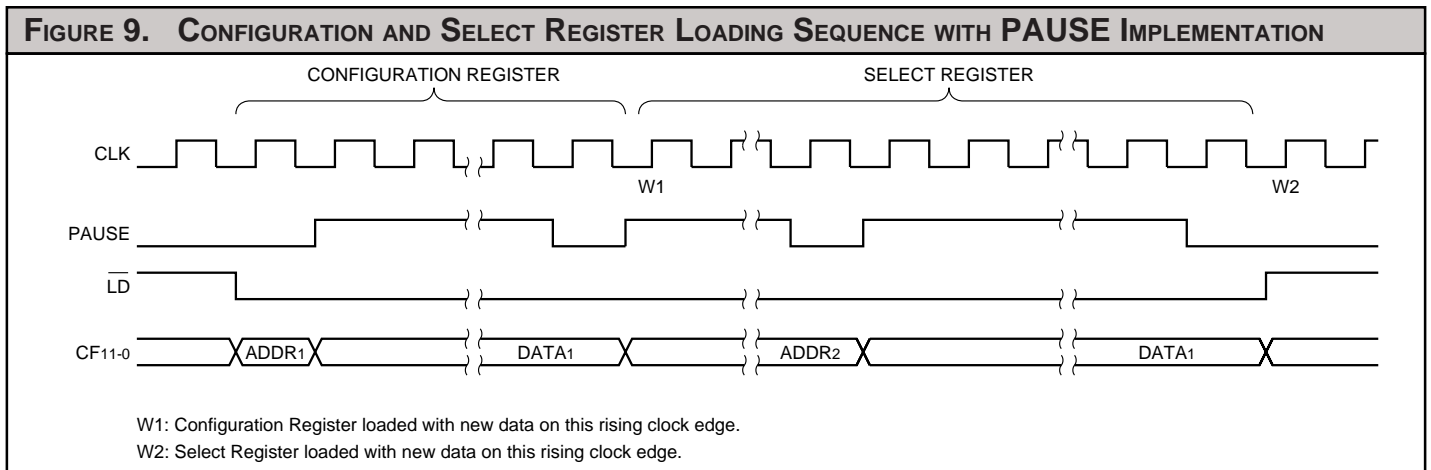 FIGURE 9. CONFIGURATION AND SELECT REGISTER LOADING SEQUENCE WITH PAUSE IMPLEMENTATION
CONFIGURATION REGISTER SELECT REGISTER
CLK
W1 W2
PAUSE
LD
CF11-0 ADDR1 DATA1 ADDR2 DATA1
W1: Configuration Register loaded with new data on this rising clock edge.
W2: Select Register loaded with new data on this rising clock edge.